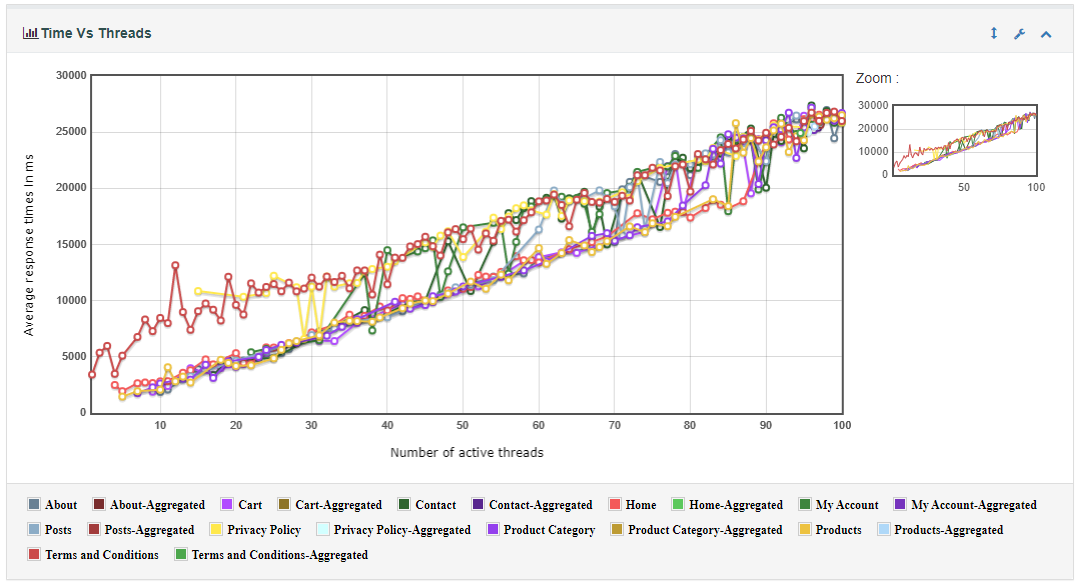 Time Vs Threads
Zoom :
30000
25000
20000
15000
10000
5000
0
Average response times in ms
10 20 30 40 50 60 70 80 90 100
Number of active threads
30000
20000
10000
0
50 100
About About-Aggregated Cart Cart-Aggregated Contact Contact-Aggregated Home Home-Aggregated My Account My Account-Aggregated
Posts Posts-Aggregated Privacy Policy Privacy Policy-Aggregated Product Category Product Category-Aggregated Products Products-Aggregated
Terms and Conditions Terms and Conditions-Aggregated